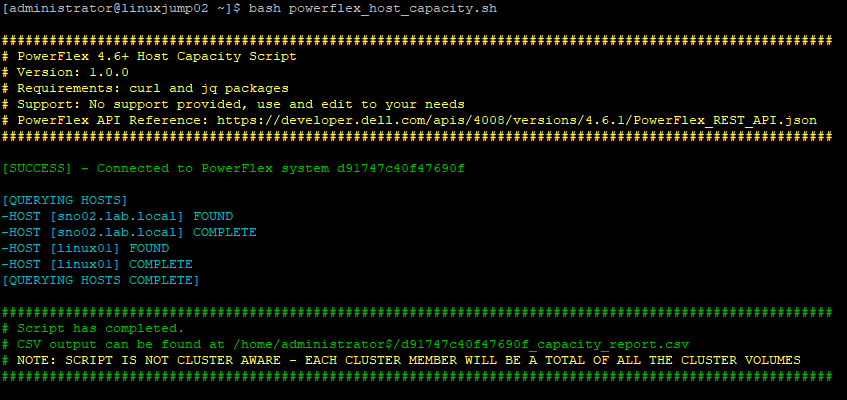 [administrator@linuxjump02 ~]$ bash powerflex_host_capacity.sh
#######################################################################################################
# PowerFlex 4.6+ Host Capacity Script
# Version: 1.0.0
# Requirements: curl and jq packages
# Support: No support provided, use and edit to your needs
# PowerFlex API Reference: https://developer.dell.com/apis/4008/versions/4.6.1/PowerFlex_REST_API.json
#######################################################################################################
[SUCCESS] - Connected to PowerFlex system d91747c40f47690f
[QUERYING HOSTS]
-HOST [sno02.lab.local] FOUND
-HOST [sno02.lab.local] COMPLETE
-HOST [linux01] FOUND
-HOST [linux01] COMPLETE
[QUERYING HOSTS COMPLETE]
#######################################################################################################
# Script has completed.
# CSV output can be found at /home/administrator$/d91747c40f47690f_capacity_report.csv
# NOTE: SCRIPT IS NOT CLUSTER AWARE - EACH CLUSTER MEMBER WILL BE A TOTAL OF ALL THE CLUSTER VOLUMES
#######################################################################################################